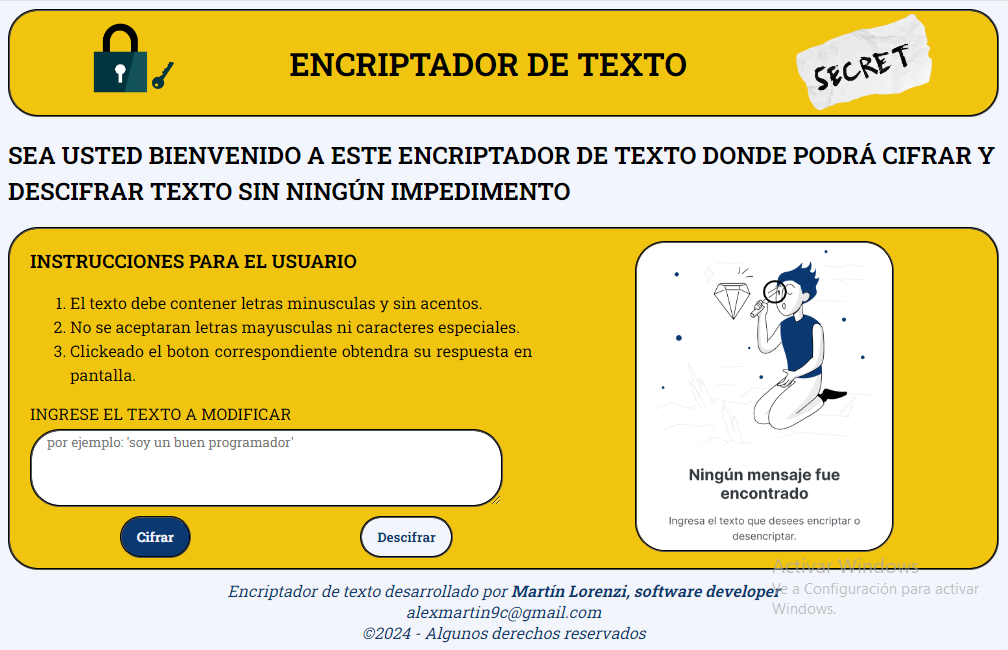 ENCRIPTADOR DE TEXTO
SECRET
SEA USTED BIENVENIDO A ESTE ENCRIPTADOR DE TEXTO DONDE PODRÁ CIFRAR Y
DESCIFRAR TEXTO SIN NINGÚN IMPEDIMENTO
INSTRUCCIONES PARA EL USUARIO
1. El texto debe contener letras minusculas y sin acentos.
2. No se aceptaran letras mayusculas ni caracteres especiales.
3. Clickeado el boton correspondiente obtendra su respuesta en
pantalla.
INGRESE EL TEXTO A MODIFICAR
por ejemplo: 'soy un buen programador'
Cifrar
Descifrar
Ningún mensaje fue
encontrado
Ingresa el texto que desees encriptar o
desencriptar.
Encriptador de texto desarrollado por Martín Lorenzi, software developer
alexmartin9c@gmail.com
©2024 - Algunos derechos reservados
Activar Windows
Ve a Configuración para activar
Windows.